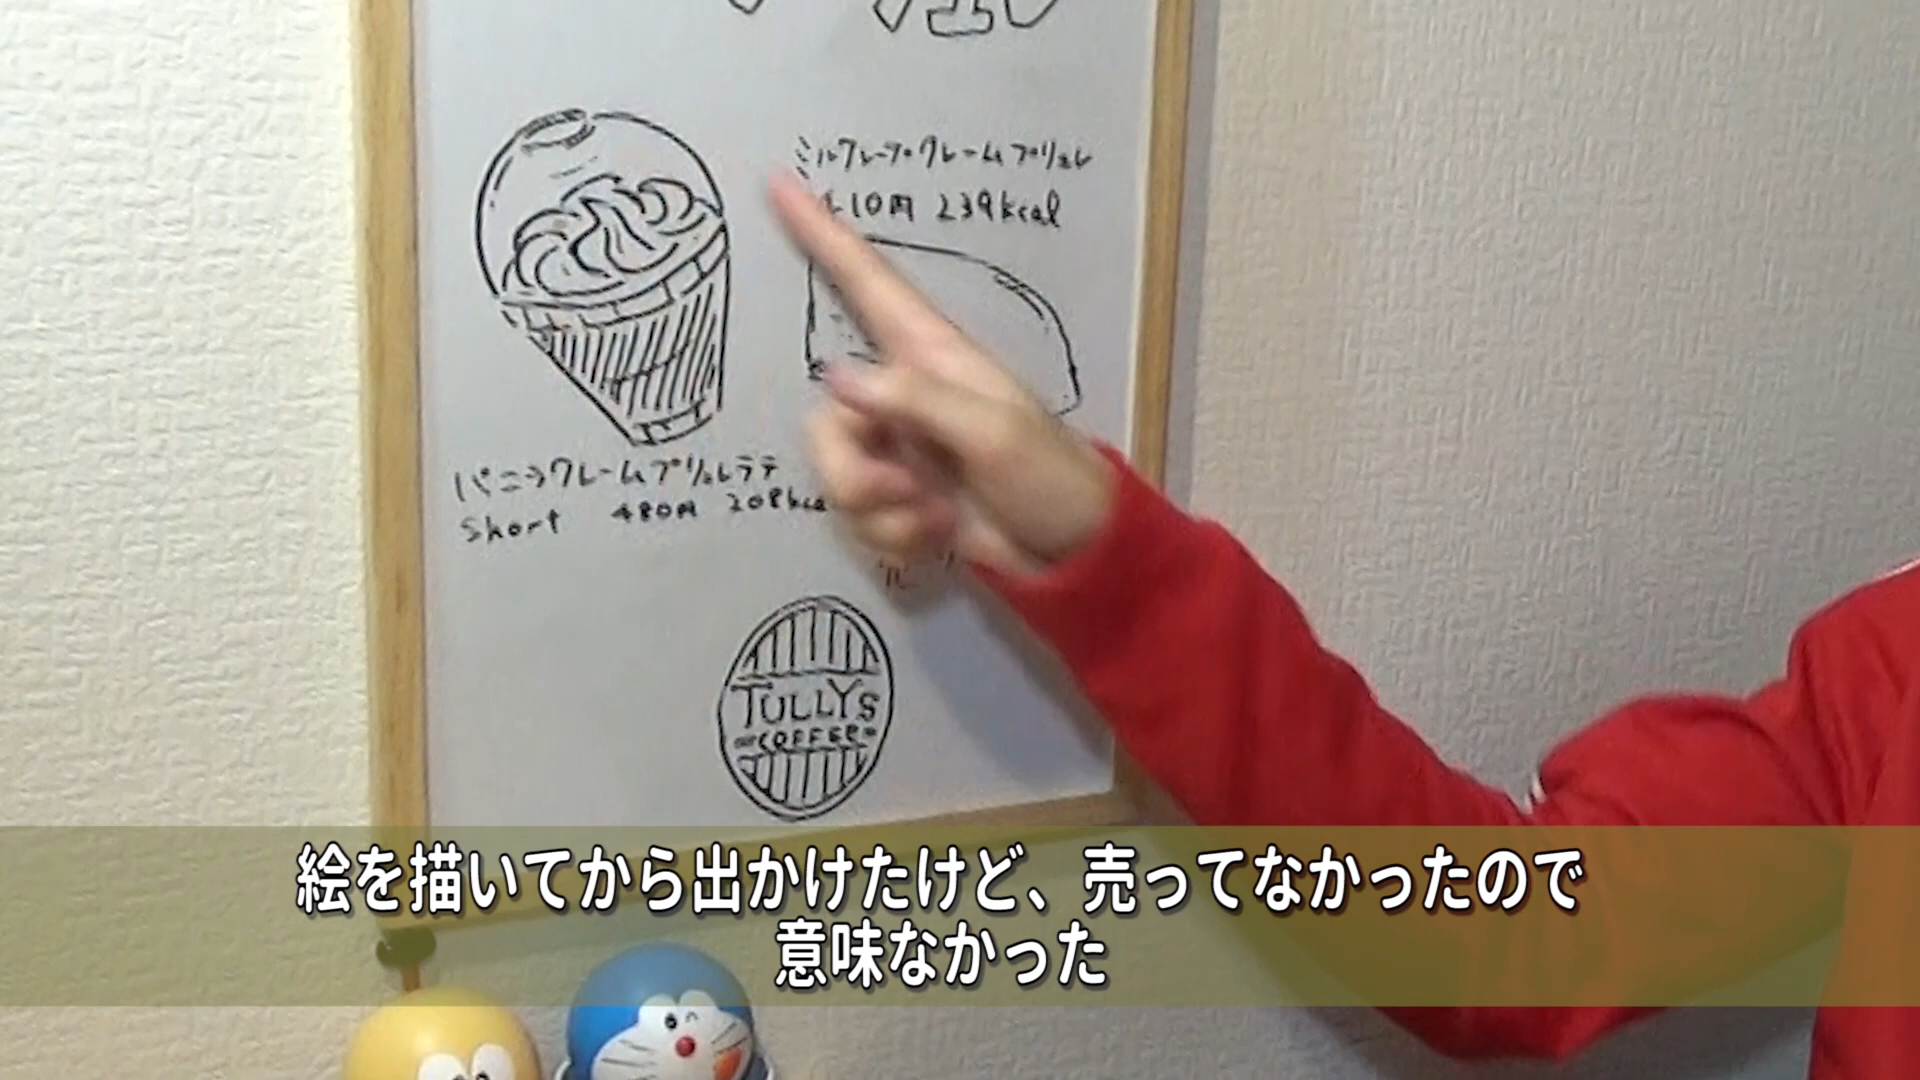 ミルクレープ・クレームブリュレ
410円 239kcal
バニラクレームブリュレラテ
Short 480円 208kca
TULLYS
COFFEE
絵を描いてから出かけたけど、売ってなかったので
意味なかった